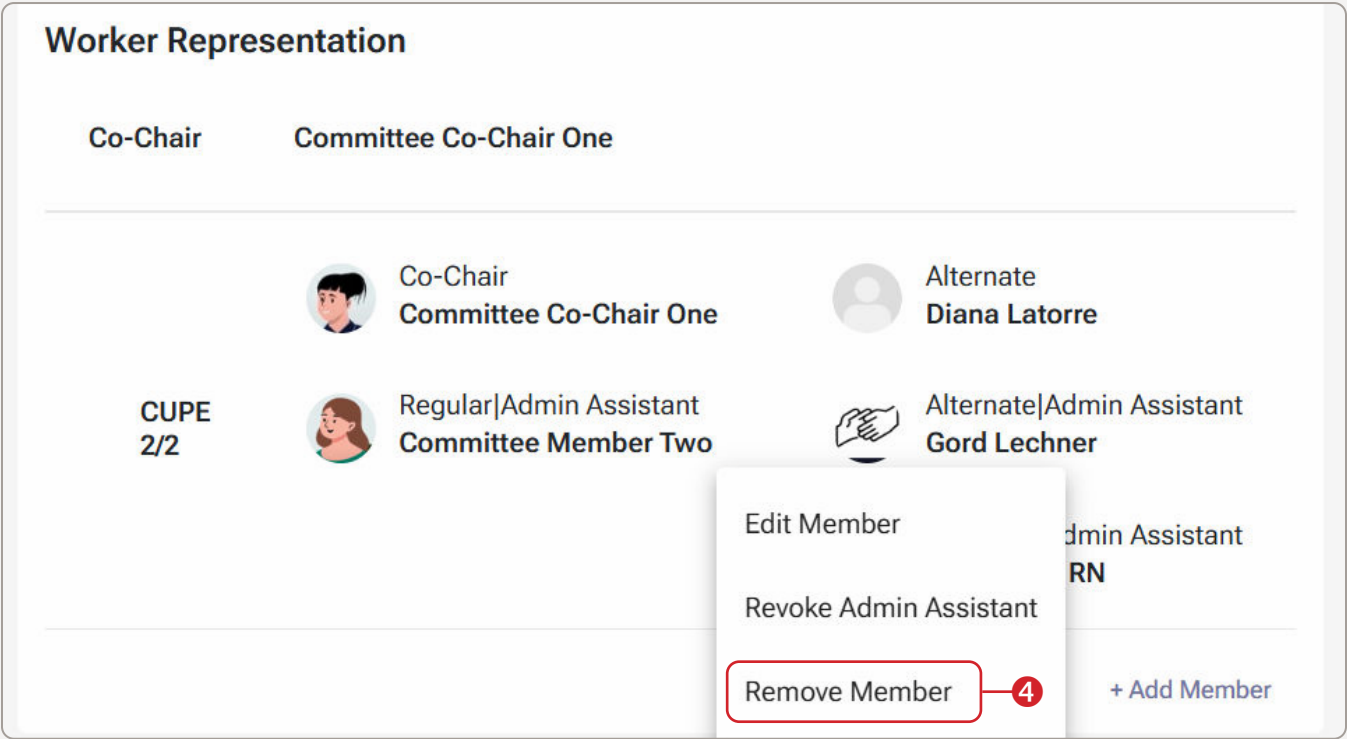 Worker Representation
Co-Chair Committee Co-Chair One
Co-Chair
Committee Co-Chair One
Alternate
Diana Latorre
CUPE
2/2
Regular|Admin Assistant
Committee Member Two
Alternate|Admin Assistant
Gord Lechner
Assistant
RN
Edit Member
Revoke Admin Assistant
Remove Member
4
+ Add Member